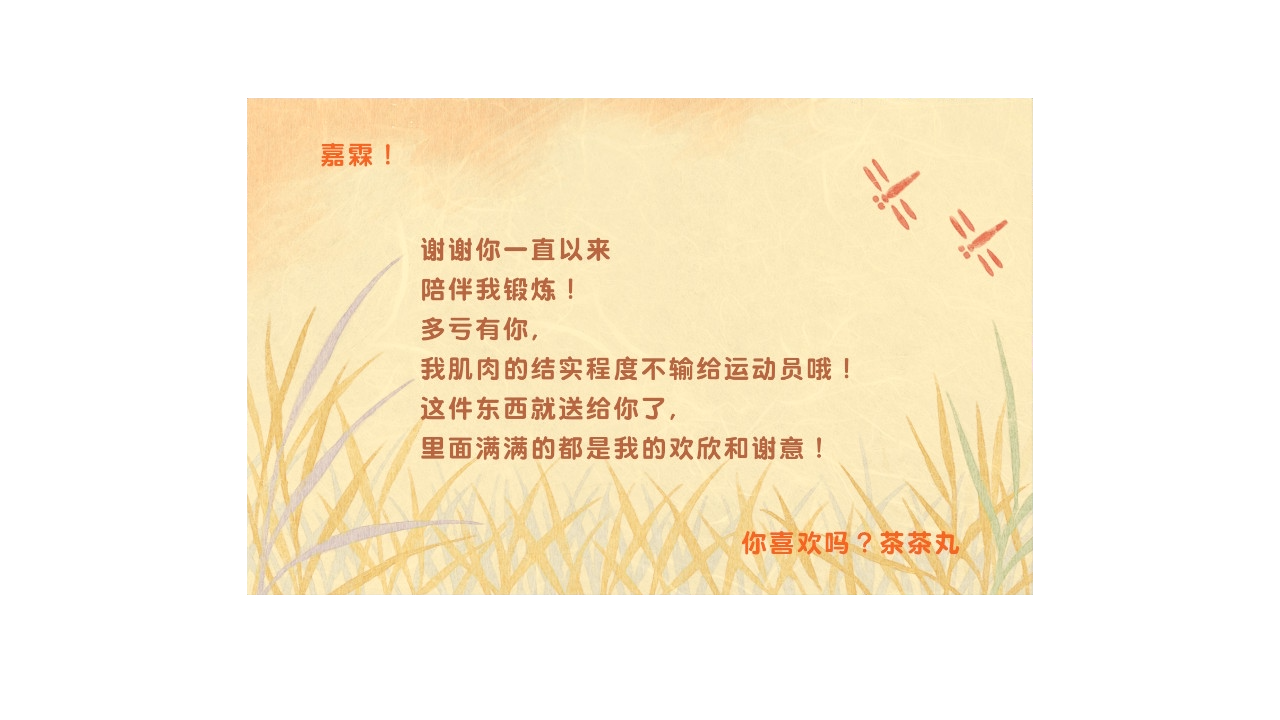 嘉霖！
谢谢你一直以来
陪伴我锻炼！
多亏有你,
我肌肉的结实程度不输给运动员哦！
这件东西就送给你了,
里面满满的都是我的欢欣和谢意！
你喜欢吗？茶茶丸